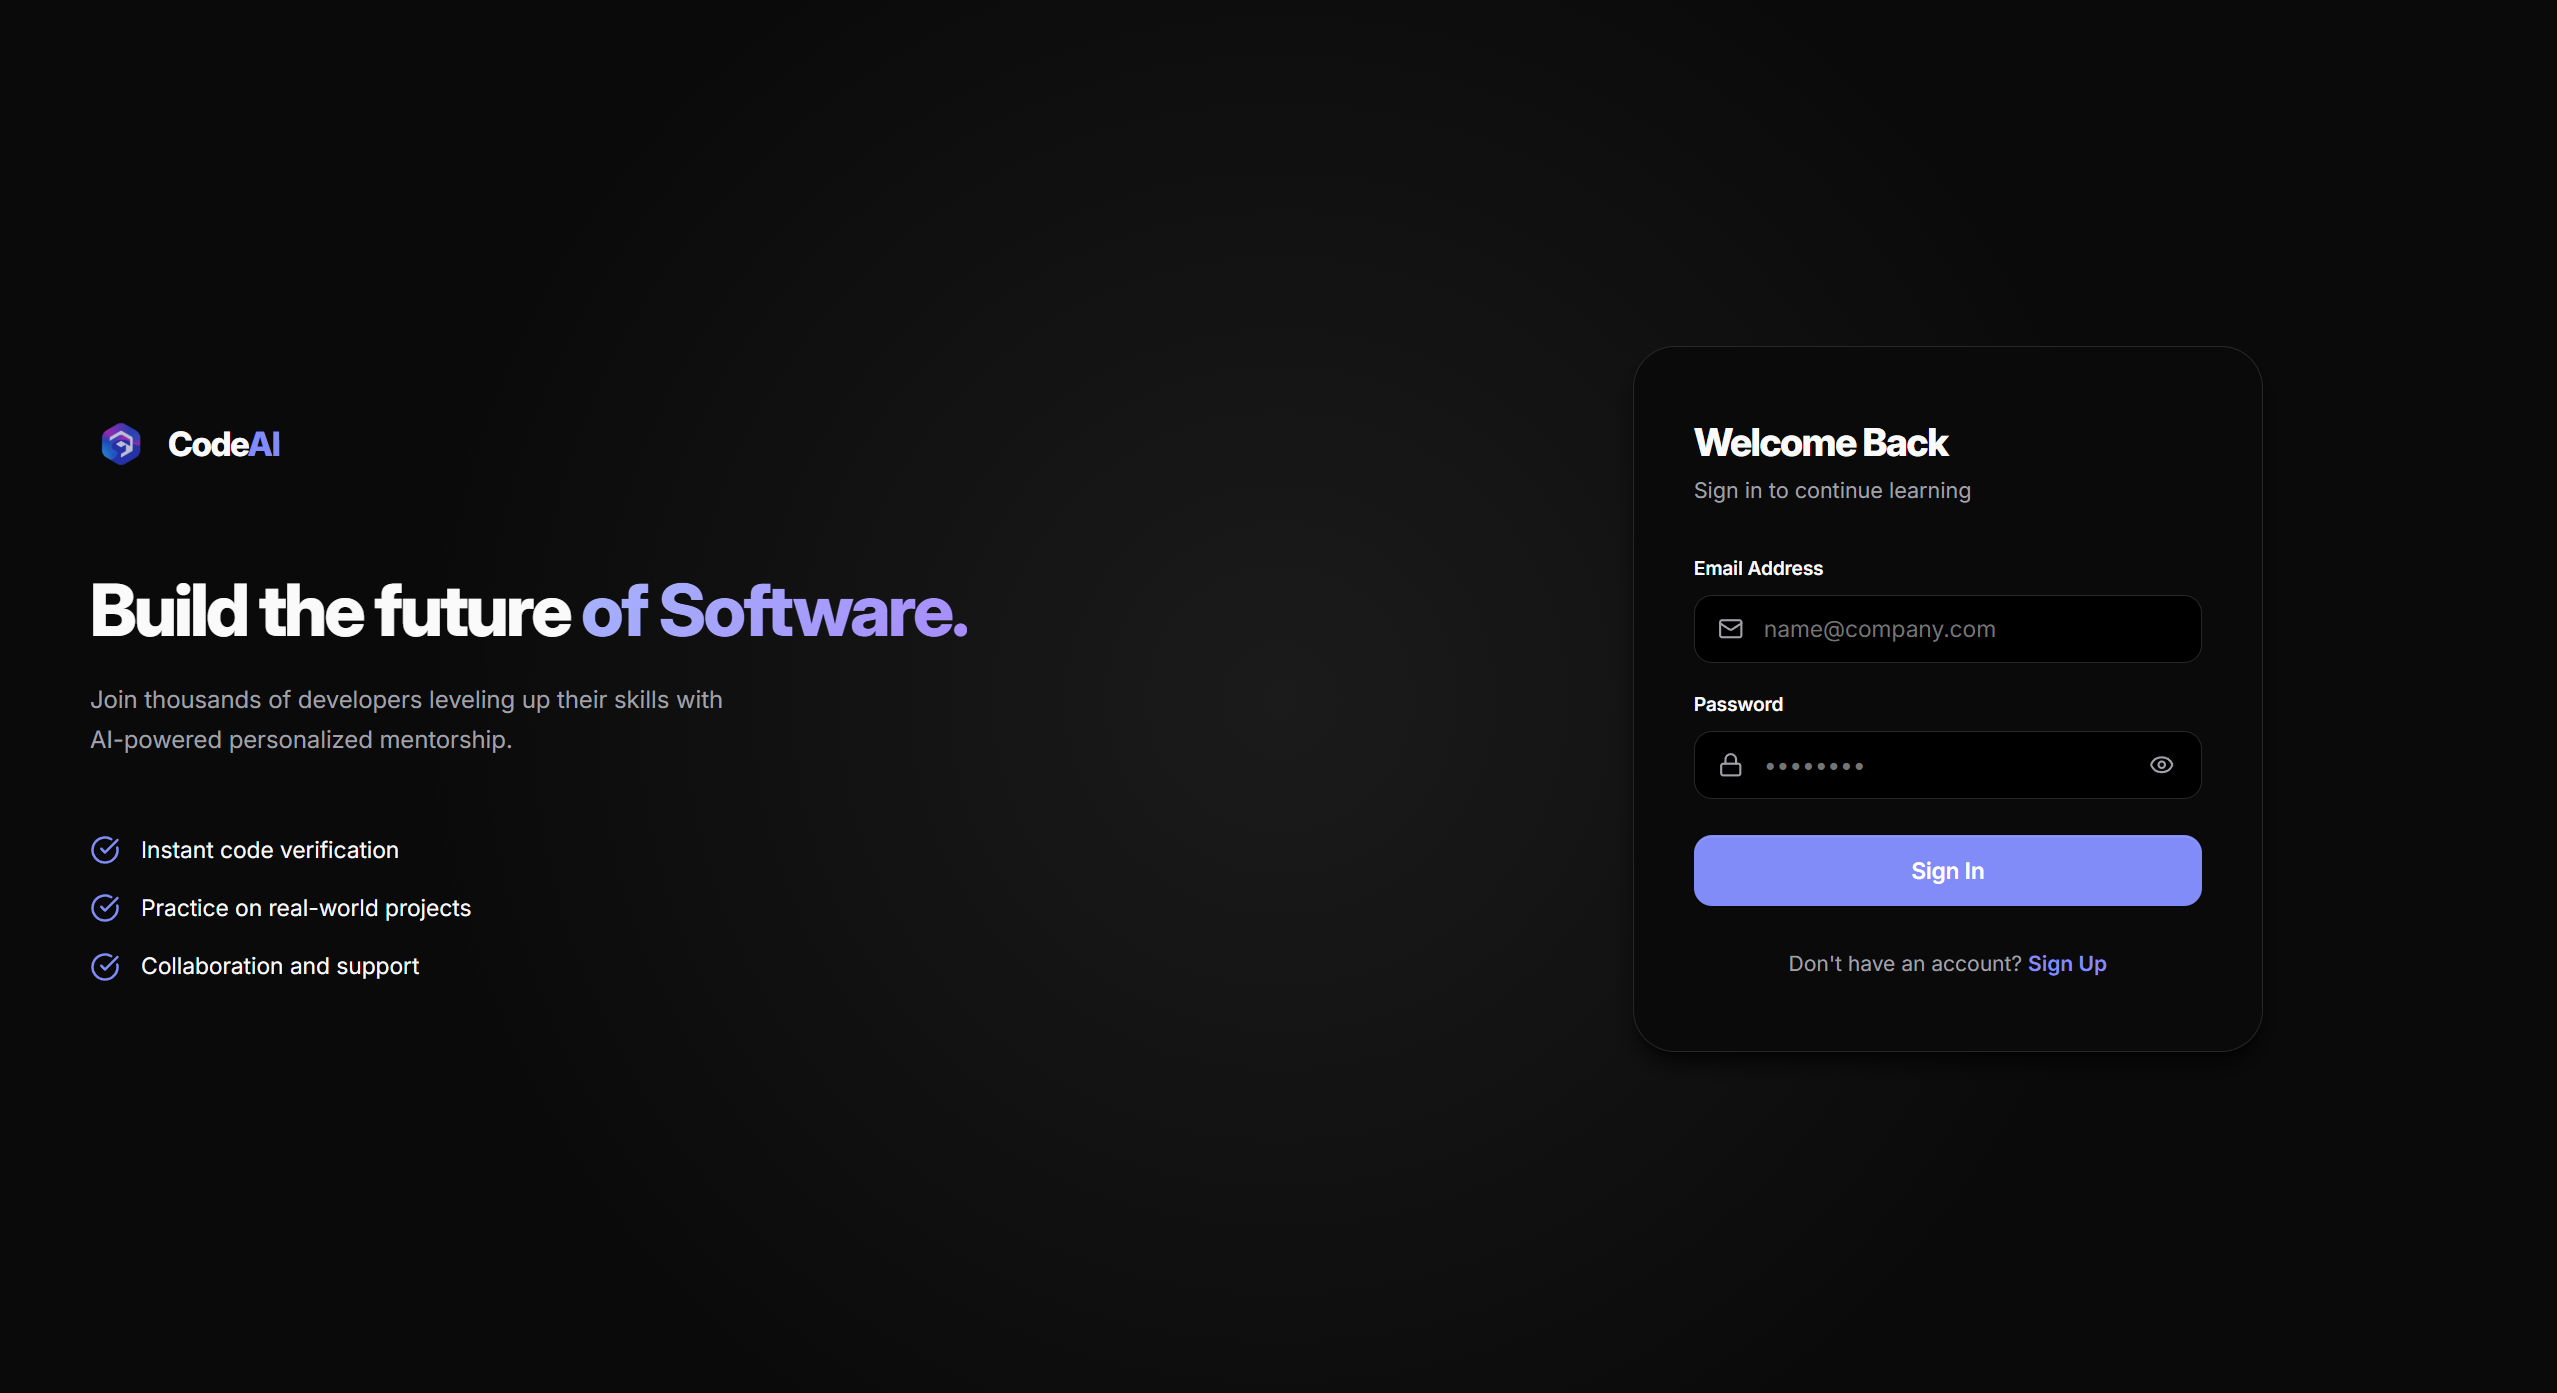 CodeAI
Build the future of Software.
Join thousands of developers leveling up their skills with
AI-powered personalized mentorship.
Instant code verification
Practice on real-world projects
Collaboration and support
Welcome Back
Sign in to continue learning
Email Address
name@company.com
Password
••••••••
Sign In
Don't have an account? Sign Up